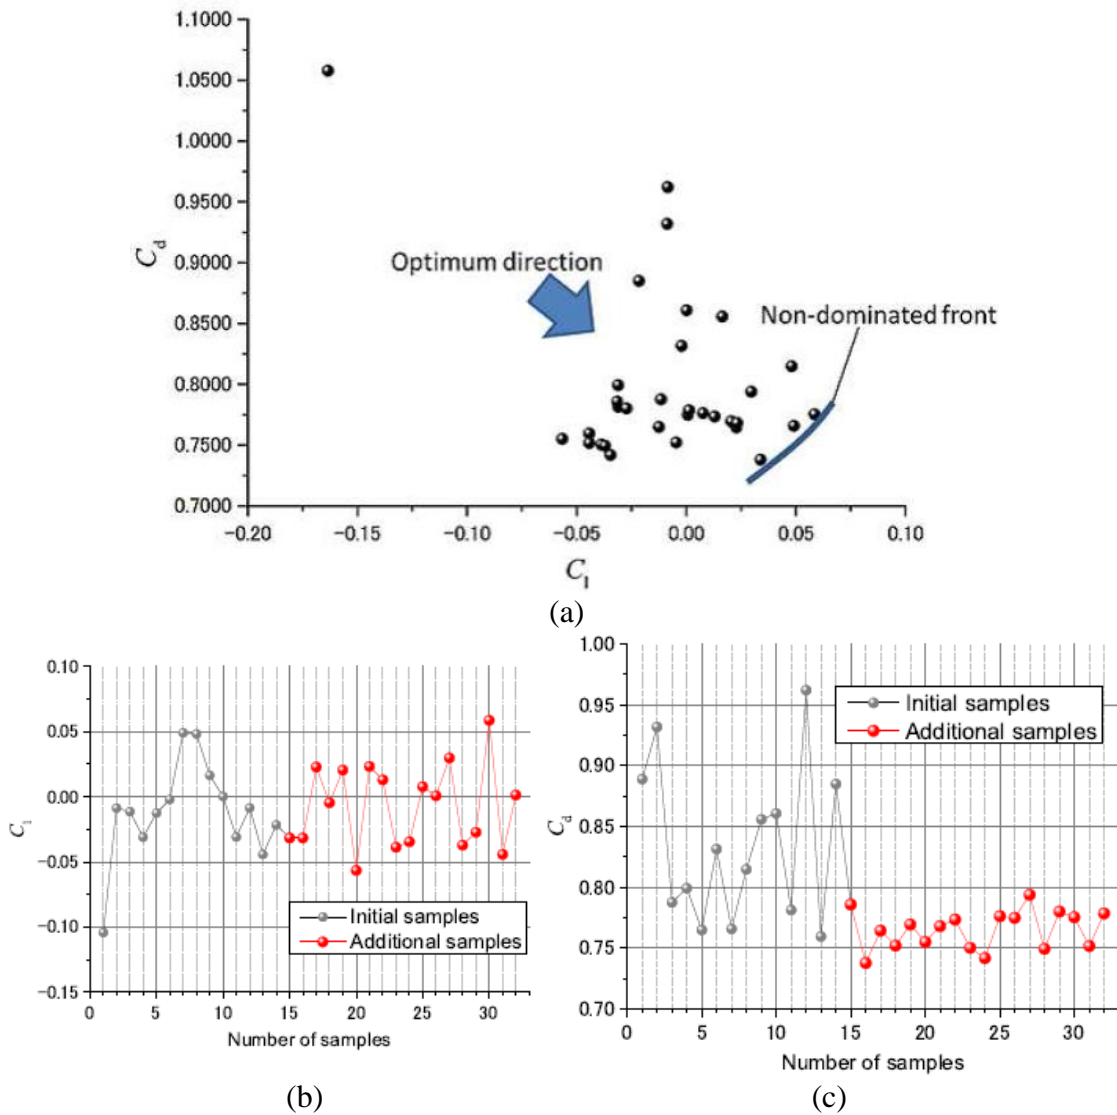 1.1000
1.0500
1.0000
0.9500
0.9000
0.8500
0.8000
0.7500
0.7000
Cd
Optimum direction
Non-dominated front
−0.20 −0.15 −0.10 −0.05 0.00 0.05 0.10
Cl
(a)
0.10
0.05
0.00
−0.05
−0.10
−0.15
Cl
Initial samples
Additional samples
0 5 10 15 20 25 30
Number of samples
(b)
1.00
0.95
0.90
0.85
0.80
0.75
0.70
Cd
Initial samples
Additional samples
0 5 10 15 20 25 30
Number of samples
(c)